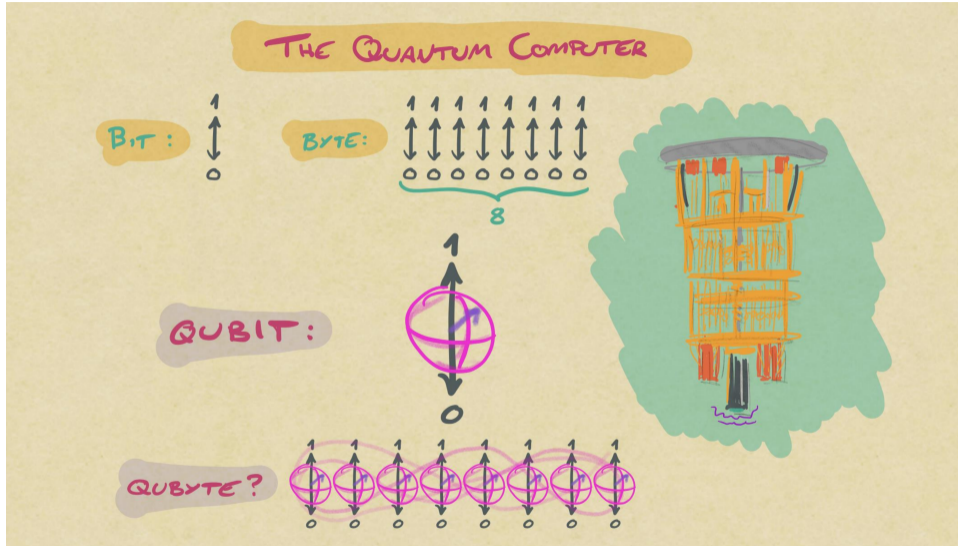 THE QUANTUM COMPUTER
1
BIT:
0
1 1 1 1 1 1 1 1
BYTE:
0 0 0 0 0 0 0 0
8
1
QUBIT:
0
1 1 1 1 1 1 1 1
QUBYTE?
0 0 0 0 0 0 0 0